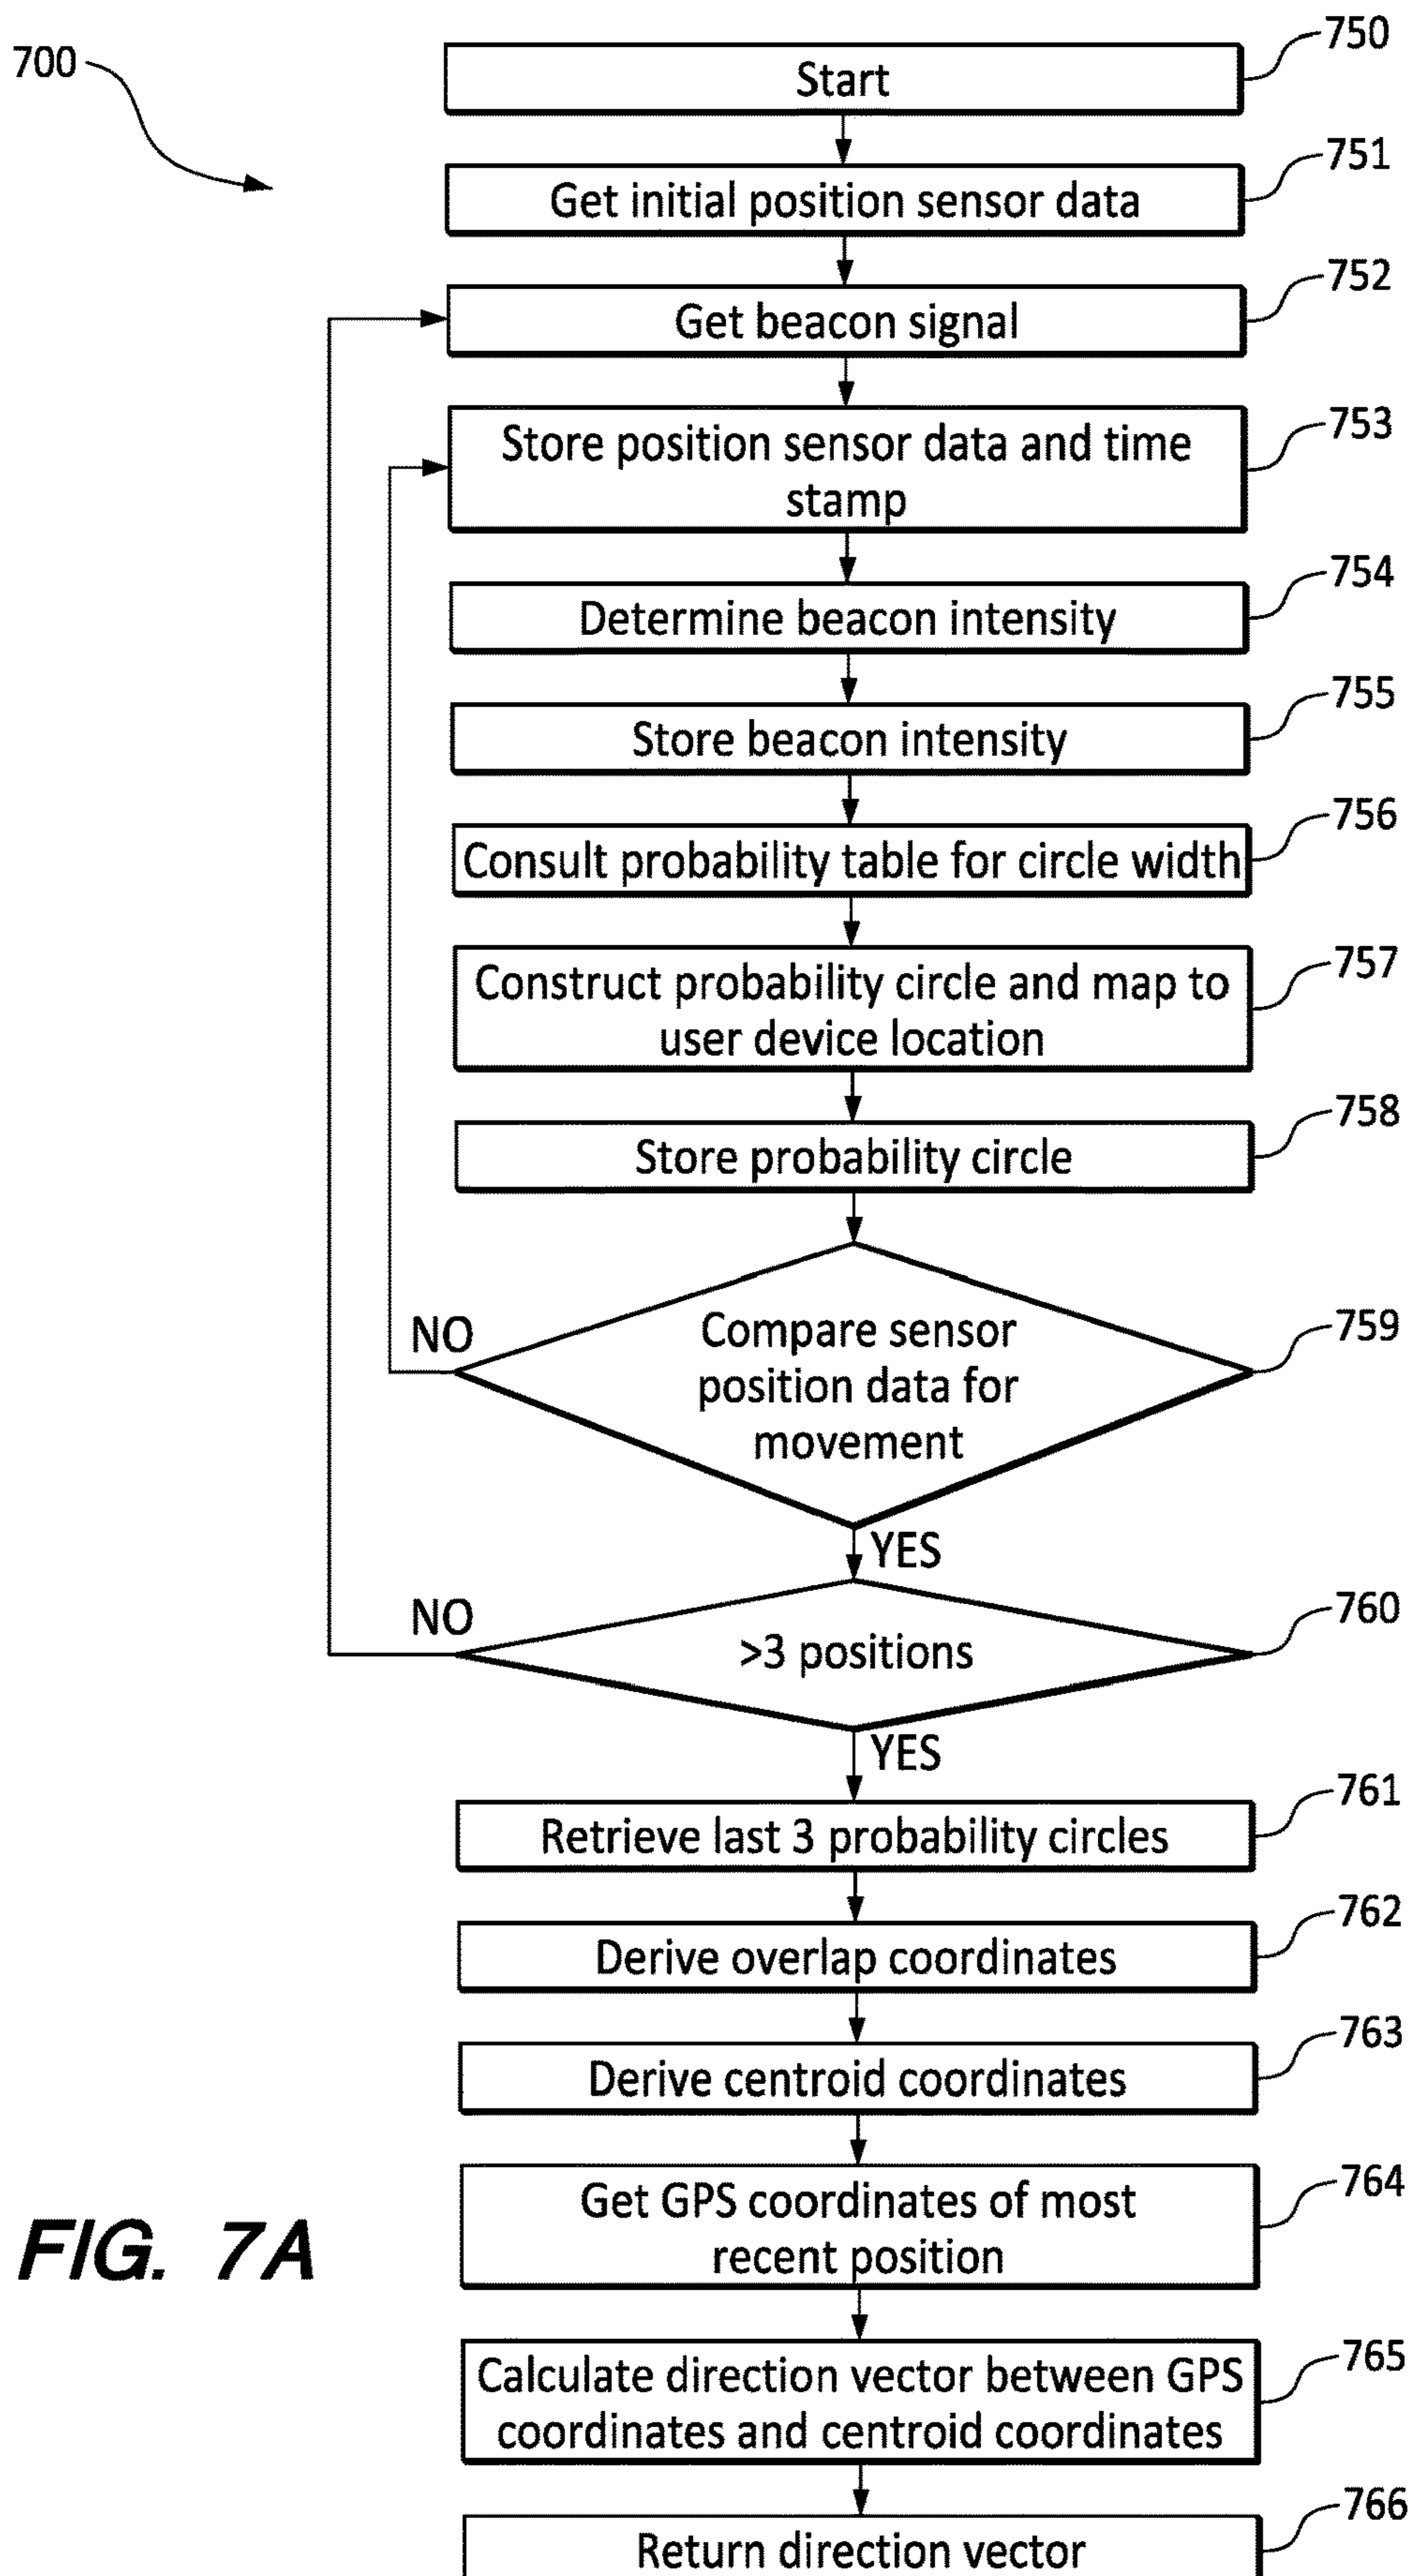 700
750
Start
751
Get initial position sensor data
752
Get beacon signal
753
Store position sensor data and time
stamp
754
Determine beacon intensity
755
Store beacon intensity
756
Consult probability table for circle width
757
Construct probability circle and map to
user device location
758
Store probability circle
759
Compare sensor
position data for
movement
NO
YES
760
>3 positions
NO
YES
761
Retrieve last 3 probability circles
762
Derive overlap coordinates
763
Derive centroid coordinates
764
Get GPS coordinates of most
recent position
765
Calculate direction vector between GPS
coordinates and centroid coordinates
766
Return direction vector
FIG. 7A